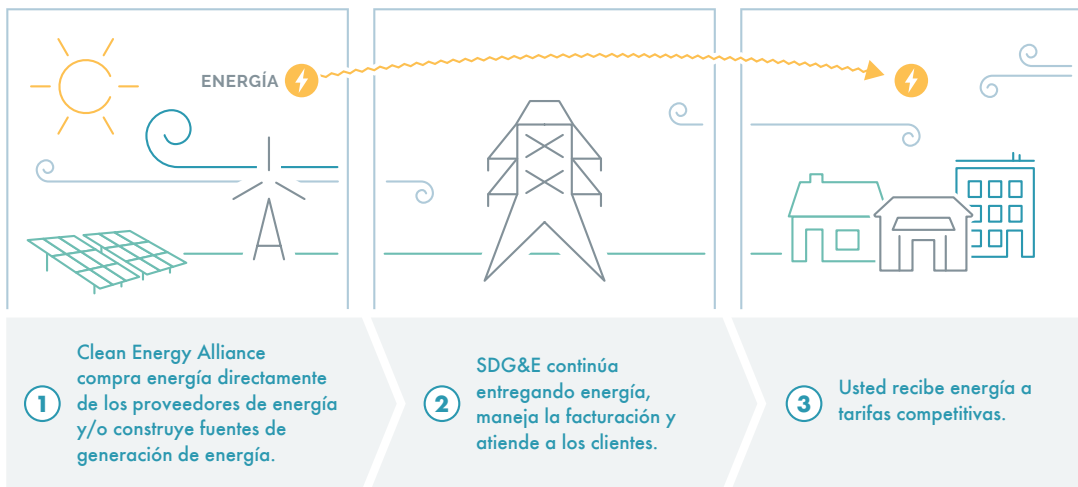 ENERGÍA
1
Clean Energy Alliance
compra energía directamente
de los proveedores de energía
y/o construye fuentes de
generación de energía.
2
SDG&E continúa
entregando energía,
maneja la facturación y
atiende a los clientes.
3
Usted recibe energía a
tarifas competitivas.